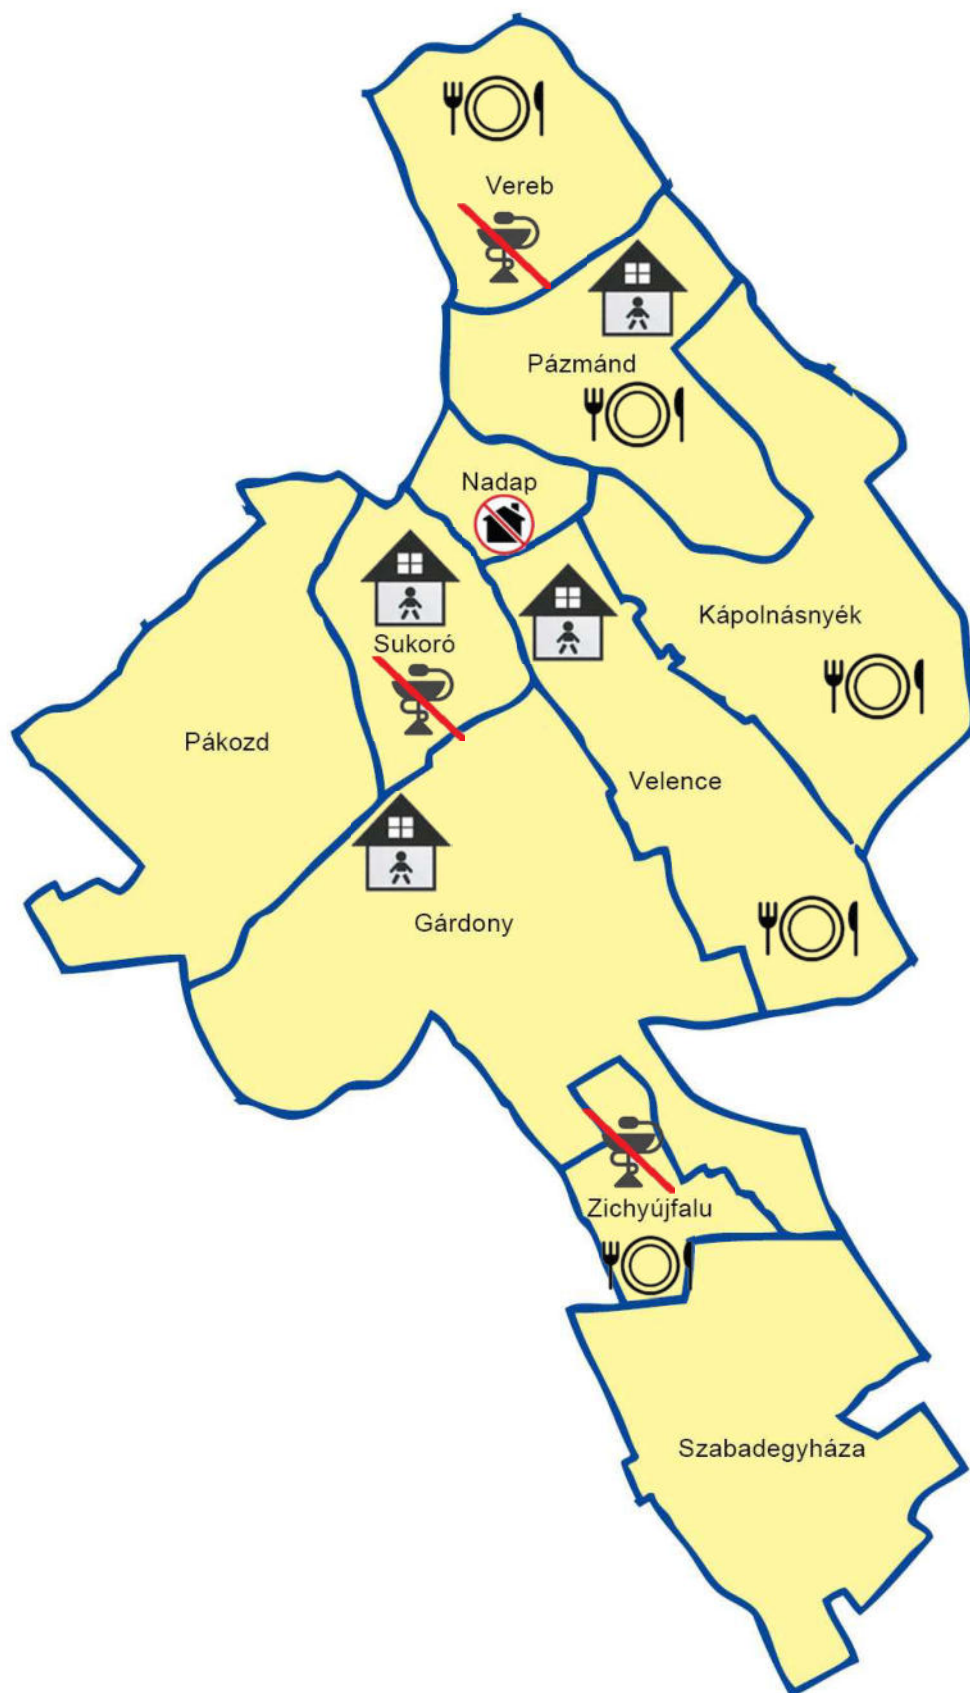 Vereb
Pázmánd
Nadap
Kápolnásnyék
Sukoró
Pákozd
Velence
Gárdony
Zichyújfalu
Szabadegyháza